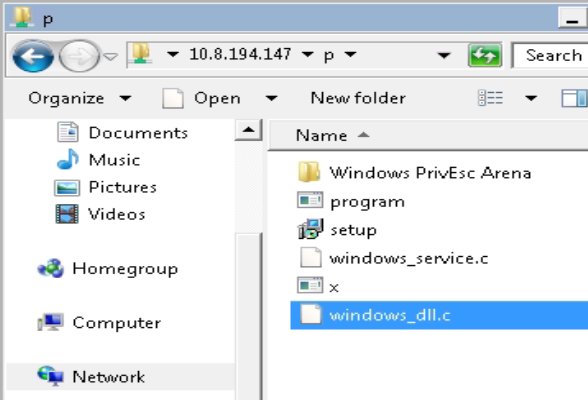 p
10.8.194.147 p
Search
Organize Open New folder
Documents
Music
Pictures
Videos
Homegroup
Computer
Network
Name
Windows PrivEsc Arena
program
setup
windows_service.c
x
windows_dll.c